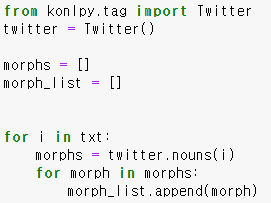 from konlpy.tag import Twitter
twitter = Twitter()

morphs = []
morph_list = []

for i in txt:
    morphs = twitter.nouns(i)
    for morph in morphs:
        morph_list.append(morph)